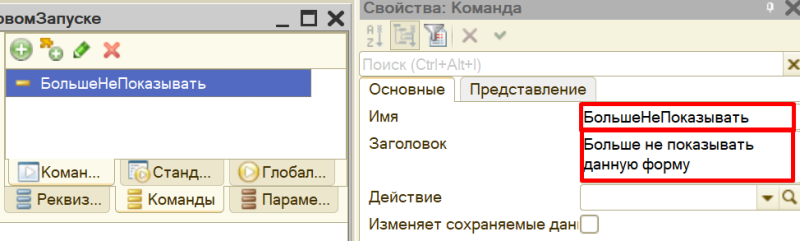 овомЗапуске
БольшеНеПоказывать
Коман...
Станд...
Глобал...
Реквиз...
Команды
Параме...
Свойства: Команда
Поиск (Ctrl+Alt+I)
Основные
Представление
Имя
БольшеНеПоказывать
Заголовок
Больше не показывать
данную форму
Действие
Изменяет сохраняемые дан